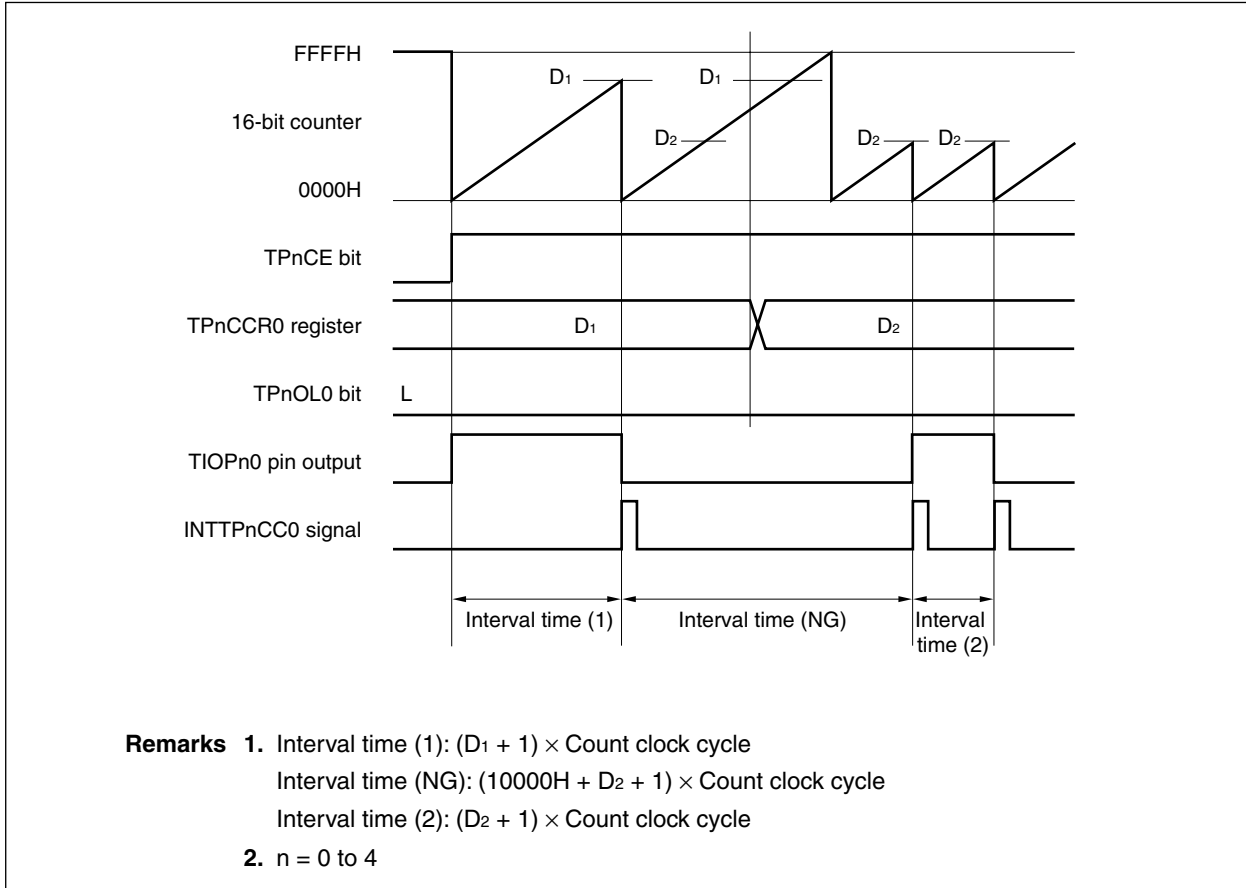 FFFFH
D1
D1
16-bit counter
D2
D2
D2
0000H
TPnCE bit
TPnCCR0 register
D1
D2
TPnOL0 bit
L
TIOPn0 pin output
INTTPnCC0 signal
Interval time (1)
Interval time (NG)
Interval
time (2)
Remarks 1. Interval time (1): (D1 + 1) × Count clock cycle
Interval time (NG): (10000H + D2 + 1) × Count clock cycle
Interval time (2): (D2 + 1) × Count clock cycle
2. n = 0 to 4